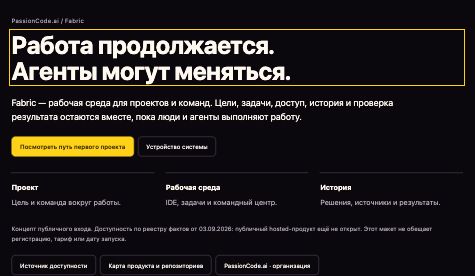 PassionCode.ai / Fabric
Работа продолжается.
Агенты могут меняться.
Fabric — рабочая среда для проектов и команд. Цели, задачи, доступ, история и проверка
результата остаются вместе, пока люди и агенты выполняют работу.
Посмотреть путь первого проекта
Устройство системы
Проект
Цель и команда вокруг работы.
Рабочая среда
IDE, задачи и командный центр.
История
Решения, источники и результаты.
Концепт публичного входа. Доступность по реестру фактов от 03.09.2026: публичный hosted-продукт ещё не открыт. Этот макет не обещает
регистрацию, тариф или дату запуска.
Источник доступности
Карта продукта и репозиториев
PassionCode.ai · организация